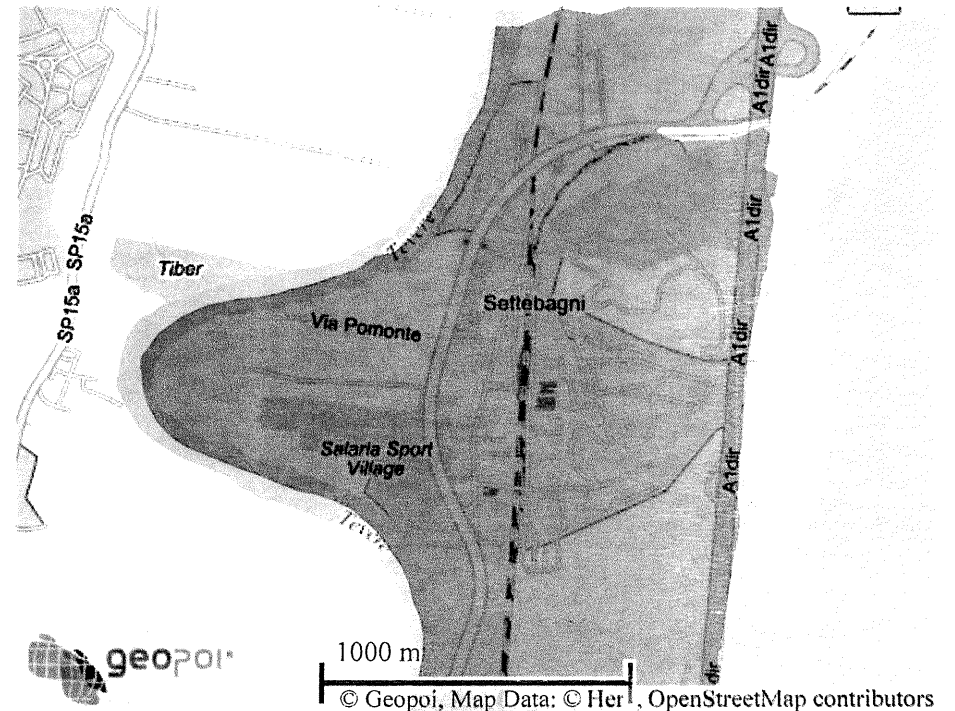 A1dir
A1dir
SP15a
Tevere
A1dir
Tiber
SP15a
Settebagni
Via Pomonte
A1dir
Salaria Sport
Village
A1dir
Tevere
dir
geopoi
1000 m
© Geopoi, Map Data: © Her , OpenStreetMap contributors